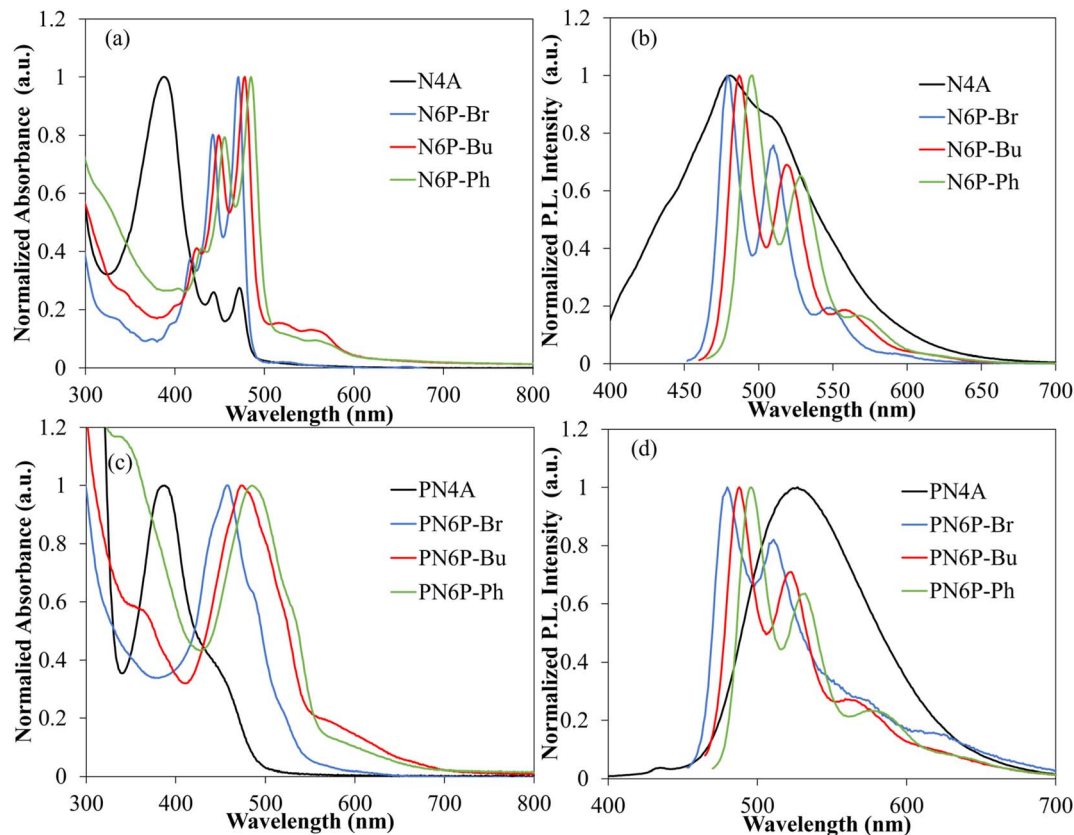 (a)
Normalized Absorbance (a.u.)
1.2
1
0.8
0.6
0.4
0.2
0
300 400 500 600 700 800
Wavelength (nm)
N4A
N6P-Br
N6P-Bu
N6P-Ph
(b)
Normalized P.L. Intensity (a.u.)
1.2
1
0.8
0.6
0.4
0.2
0
400 450 500 550 600 650 700
Wavelength (nm)
N4A
N6P-Br
N6P-Bu
N6P-Ph
(c)
Normalied Absorbance (a.u.)
1.2
1
0.8
0.6
0.4
0.2
0
300 400 500 600 700 800
Wavelength (nm)
PN4A
PN6P-Br
PN6P-Bu
PN6P-Ph
(d)
Normalized P.L. Intensity (a.u.)
1.2
1
0.8
0.6
0.4
0.2
0
400 500 600 700
Wavelength (nm)
PN4A
PN6P-Br
PN6P-Bu
PN6P-Ph